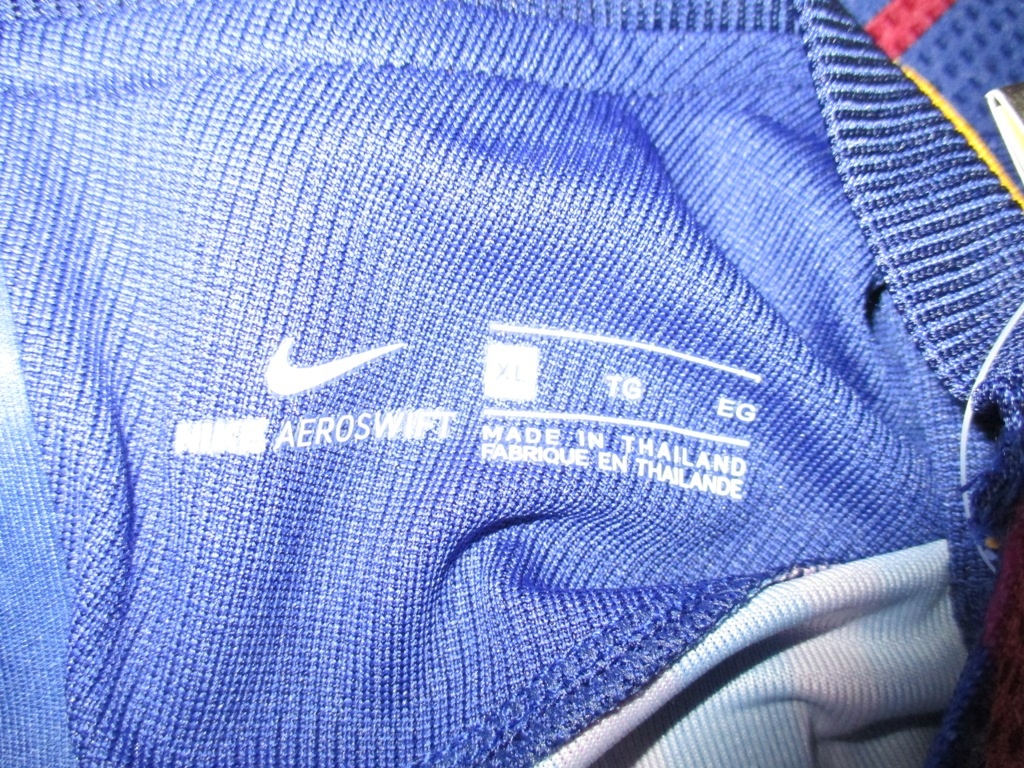 NIKE AEROSWIFT
XL TG EG
MADE IN THAILAND
FABRIQUE EN THAILANDE